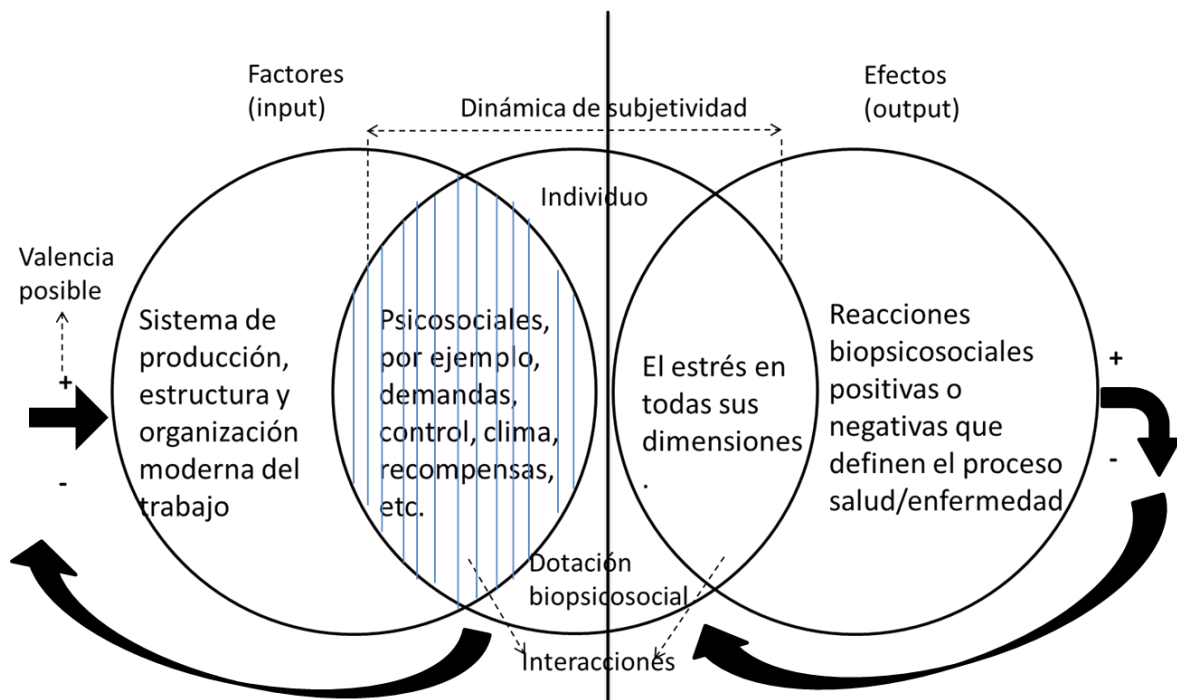 Factores
(input)
Efectos
(output)
Dinámica de subjetividad
Individuo
Valencia
posible
+
-
Sistema de
producción,
estructura y
organización
moderna del
trabajo
Psicosociales,
por ejemplo,
demandas,
control, clima,
recompensas,
etc.
El estrés en
todas sus
dimensiones
.
Reacciones
biopsicosociales
positivas o
negativas que
definen el proceso
salud/enfermedad
+
-
Dotación
biopsicosocial
Interacciones